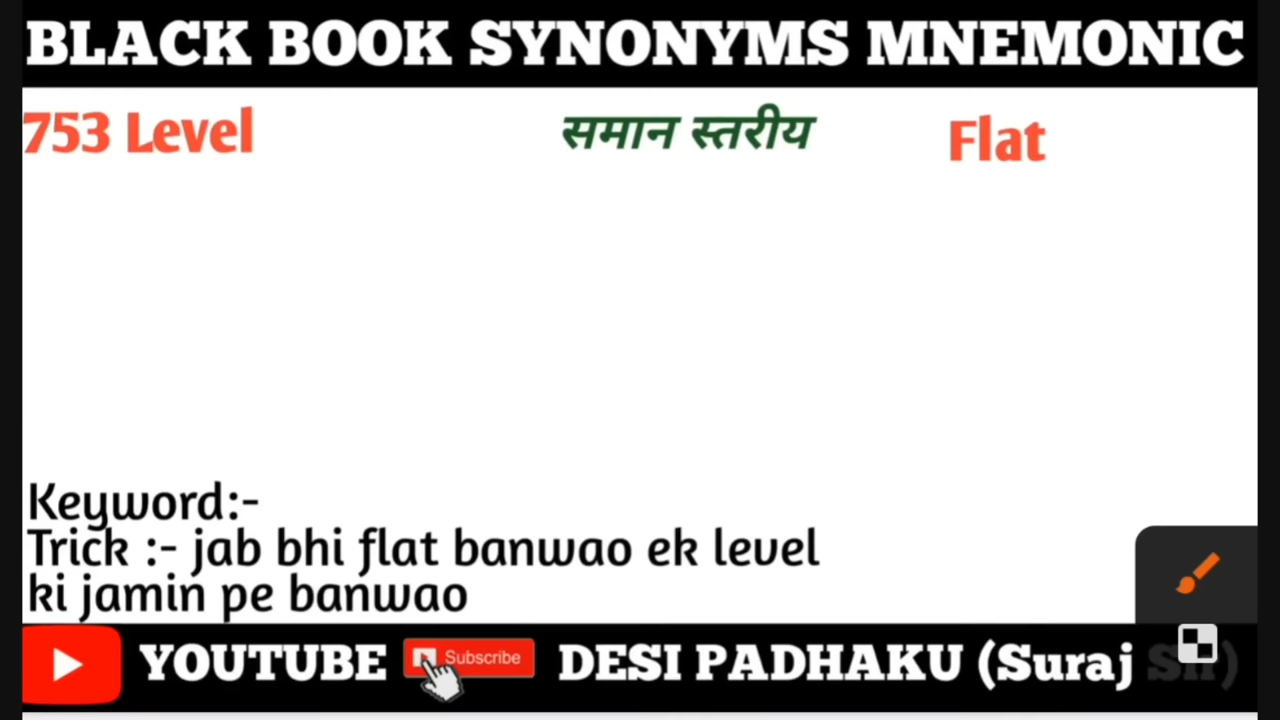 BLACK BOOK SYNONYMS MNEMONIC
753 Level समान स्तरीय Flat
Keyword:-
Trick :- jab bhi flat banwao ek level
ki jamin pe banwao
YOUTUBE Subscribe DESI PADHAKU (Suraj